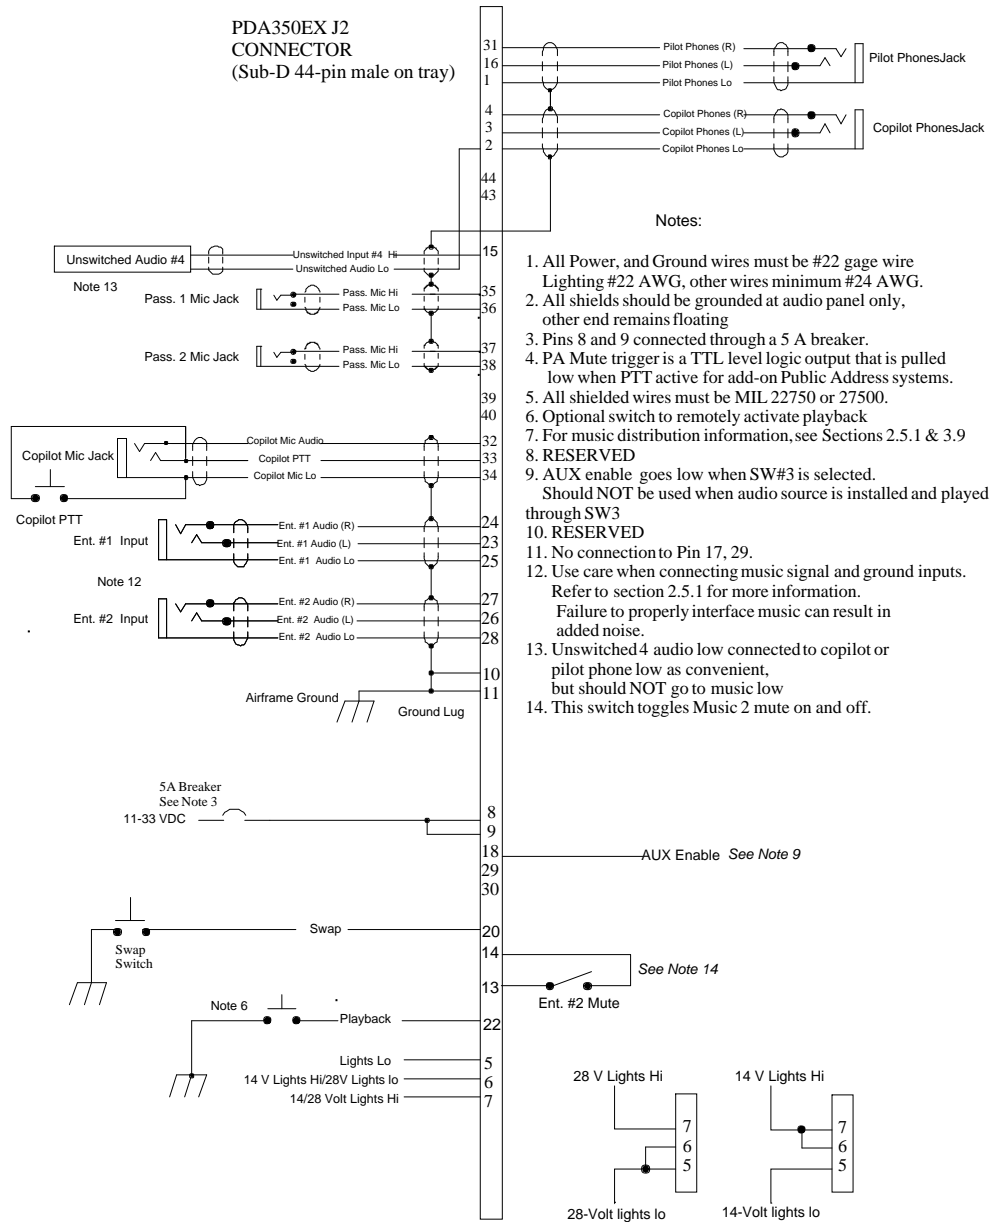 PDA350EX J2
CONNECTOR
(Sub-D 44-pin male on tray)
31
16
1
4
3
2
44
43
15
35
36
37
38
39
40
32
33
34
24
23
25
27
26
28
10
11
8
9
18
29
30
20
14
13
22
5
6
7
Pilot Phones (R)
Pilot Phones (L)
Pilot Phones Lo
Pilot PhonesJack
Copilot Phones (R)
Copilot Phones (L)
Copilot Phones Lo
Copilot PhonesJack
Unswitched Audio #4
Note 13
Unswitched Input #4 Hi
Unswitched Audio Lo
Pass. 1 Mic Jack
Pass. Mic Hi
Pass. Mic Lo
Pass. 2 Mic Jack
Pass. Mic Hi
Pass. Mic Lo
Copilot Mic Jack
Copilot PTT
Copilot Mic Audio
Copilot PTT
Copilot Mic Lo
Ent. #1 Input
Ent. #1 Audio (R)
Ent. #1 Audio (L)
Ent. #1 Audio Lo
Note 12
Ent. #2 Input
Ent. #2 Audio (R)
Ent. #2 Audio (L)
Ent. #2 Audio Lo
Airframe Ground
Ground Lug
Notes:
1. All Power, and Ground wires must be #22 gage wire
Lighting #22 AWG, other wires minimum #24 AWG.
2. All shields should be grounded at audio panel only,
other end remains floating
3. Pins 8 and 9 connected through a 5 A breaker.
4. PA Mute trigger is a TTL level logic output that is pulled
low when PTT active for add-on Public Address systems.
5. All shielded wires must be MIL 22750 or 27500.
6. Optional switch to remotely activate playback
7. For music distribution information, see Sections 2.5.1 & 3.9
8. RESERVED
9. AUX enable goes low when SW#3 is selected.
Should NOT be used when audio source is installed and played
through SW3
10. RESERVED
11. No connection to Pin 17, 29.
12. Use care when connecting music signal and ground inputs.
Refer to section 2.5.1 for more information.
Failure to properly interface music can result in
added noise.
13. Unswitched 4 audio low connected to copilot or
pilot phone low as convenient,
but should NOT go to music low
14. This switch toggles Music 2 mute on and off.
5A Breaker
See Note 3
11-33 VDC
AUX Enable See Note 9
Swap
Swap
Switch
See Note 14
Ent. #2 Mute
Note 6
Playback
Lights Lo
14 V Lights Hi/28V Lights lo
14/28 Volt Lights Hi
28 V Lights Hi
7
6
5
28-Volt lights lo
14 V Lights Hi
7
6
5
14-Volt lights lo